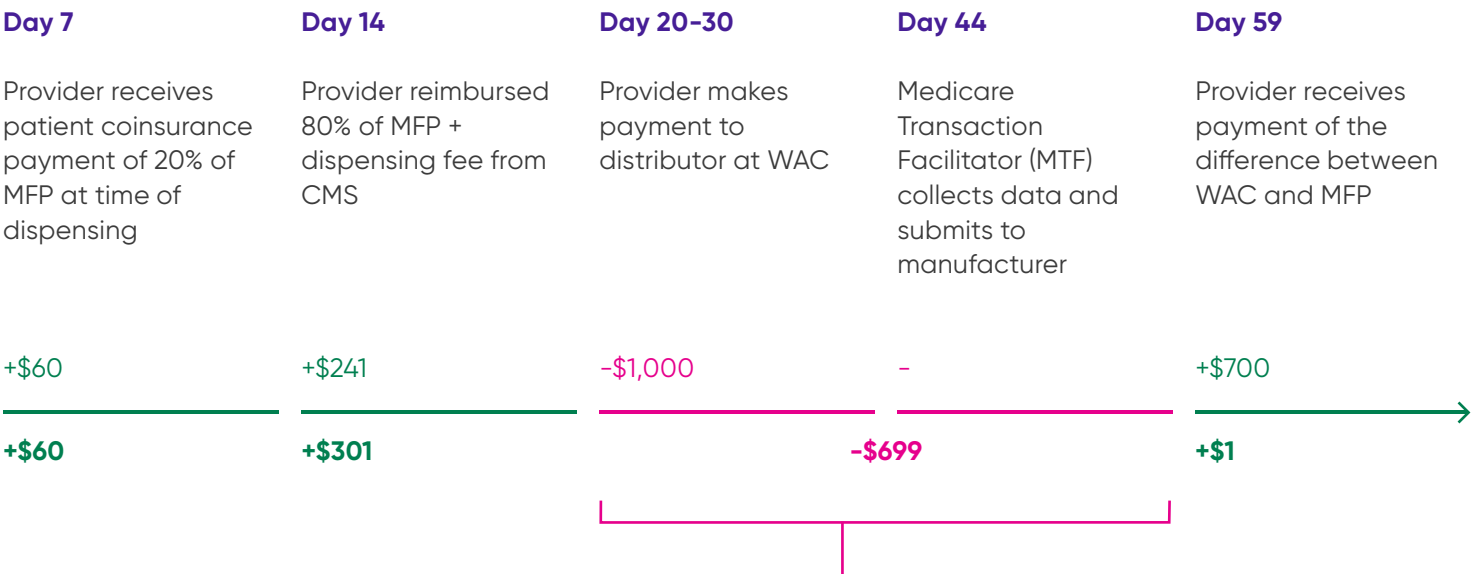 Day 7
Provider receives
patient coinsurance
payment of 20% of
MFP at time of
dispensing
Day 14
Provider reimbursed
80% of MFP +
dispensing fee from
CMS
Day 20-30
Provider makes
payment to
distributor at WAC
Day 44
Medicare
Transaction
Facilitator (MTF)
collects data and
submits to
manufacturer
Day 59
Provider receives
payment of the
difference between
WAC and MFP
+$60
+$241
-$1,000
-
+$700
+$60
+$301
-$699
+$1